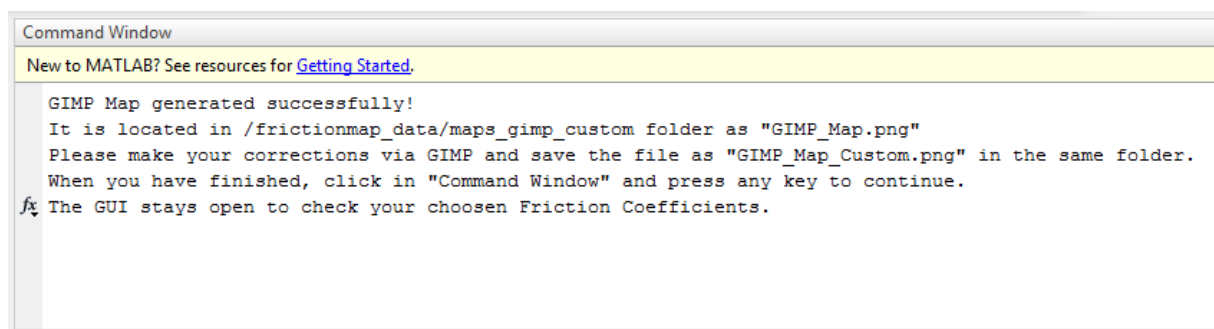 Command Window
New to MATLAB? See resources for Getting Started.
GIMP Map generated successfully!
It is located in /frictionmap_data/maps_gimp_custom folder as "GIMP_Map.png"
Please make your corrections via GIMP and save the file as "GIMP_Map_Custom.png" in the same folder.
When you have finished, click in "Command Window" and press any key to continue.
fx The GUI stays open to check your choosen Friction Coefficients.